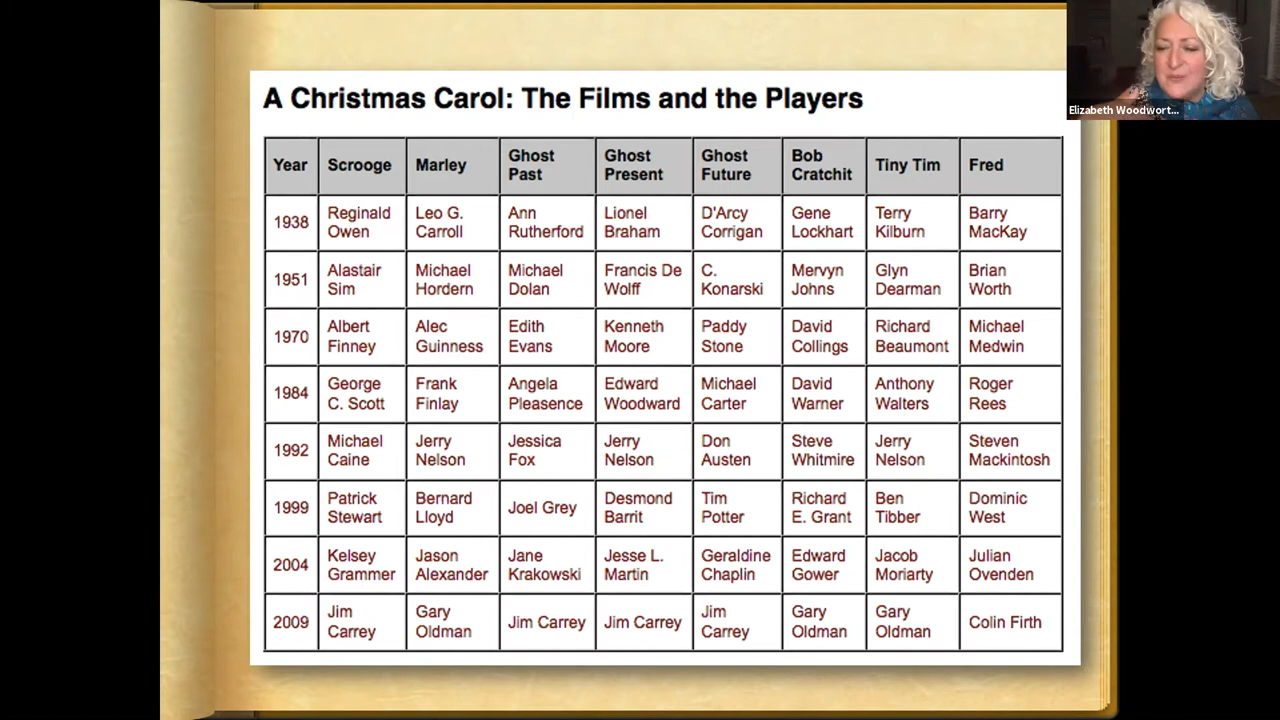 A Christmas Carol: The Films and the Players
Elizabeth Woodwort...
Year Scrooge Marley Ghost Past Ghost Present Ghost Future Bob Cratchit Tiny Tim Fred
1938 Reginald Owen Leo G. Carroll Ann Rutherford Lionel Braham D'Arcy Corrigan Gene Lockhart Terry Kilburn Barry MacKay
1951 Alastair Sim Michael Hordern Michael Dolan Francis De Wolff C. Konarski Mervyn Johns Glyn Dearman Brian Worth
1970 Albert Finney Alec Guinness Edith Evans Kenneth Moore Paddy Stone David Collings Richard Beaumont Michael Medwin
1984 George C. Scott Frank Finlay Angela Pleasence Edward Woodward Michael Carter David Warner Anthony Walters Roger Rees
1992 Michael Caine Jerry Nelson Jessica Fox Jerry Nelson Don Austen Steve Whitmire Jerry Nelson Steven Mackintosh
1999 Patrick Stewart Bernard Lloyd Joel Grey Desmond Barrit Tim Potter Richard E. Grant Ben Tibber Dominic West
2004 Kelsey Grammer Jason Alexander Jane Krakowski Jesse L. Martin Geraldine Chaplin Edward Gower Jacob Moriarty Julian Ovenden
2009 Jim Carrey Gary Oldman Jim Carrey Jim Carrey Jim Carrey Gary Oldman Gary Oldman Colin Firth